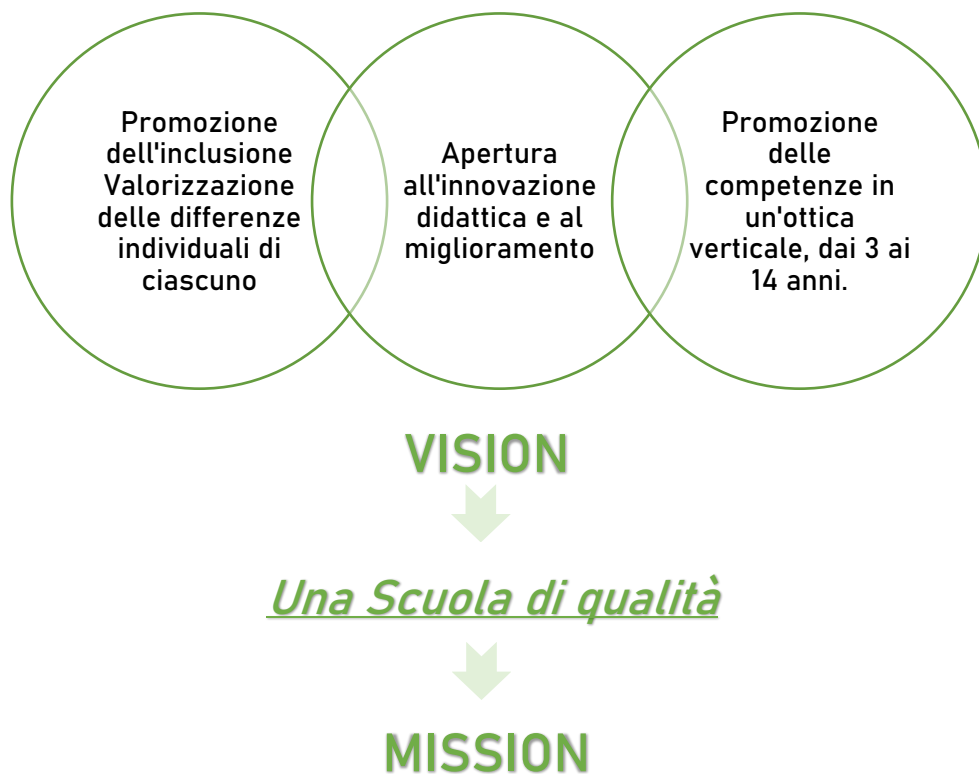 Promozione
dell'inclusione
Valorizzazione
delle differenze
individuali di
ciascuno
Apertura
all'innovazione
didattica e al
miglioramento
Promozione
delle
competenze in
un'ottica
verticale, dai 3 ai
14 anni.
VISION
Una Scuola di qualità
MISSION